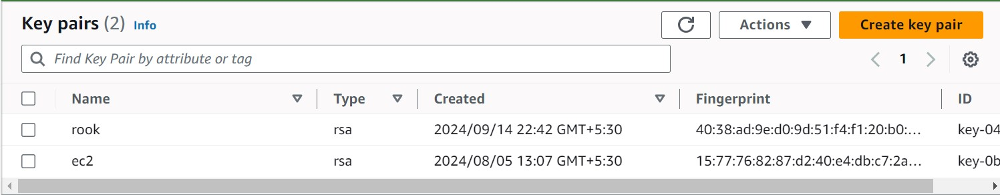 Key pairs (2) Info
Actions
Create key pair
Find Key Pair by attribute or tag
1
Name Type Created Fingerprint ID
rook rsa 2024/09/14 22:42 GMT+5:30 40:38:ad:9e:d0:9d:51:f4:f1:20:b0:... key-04
ec2 rsa 2024/08/05 13:07 GMT+5:30 15:77:76:82:87:d2:40:e4:db:c7:2a... key-0b